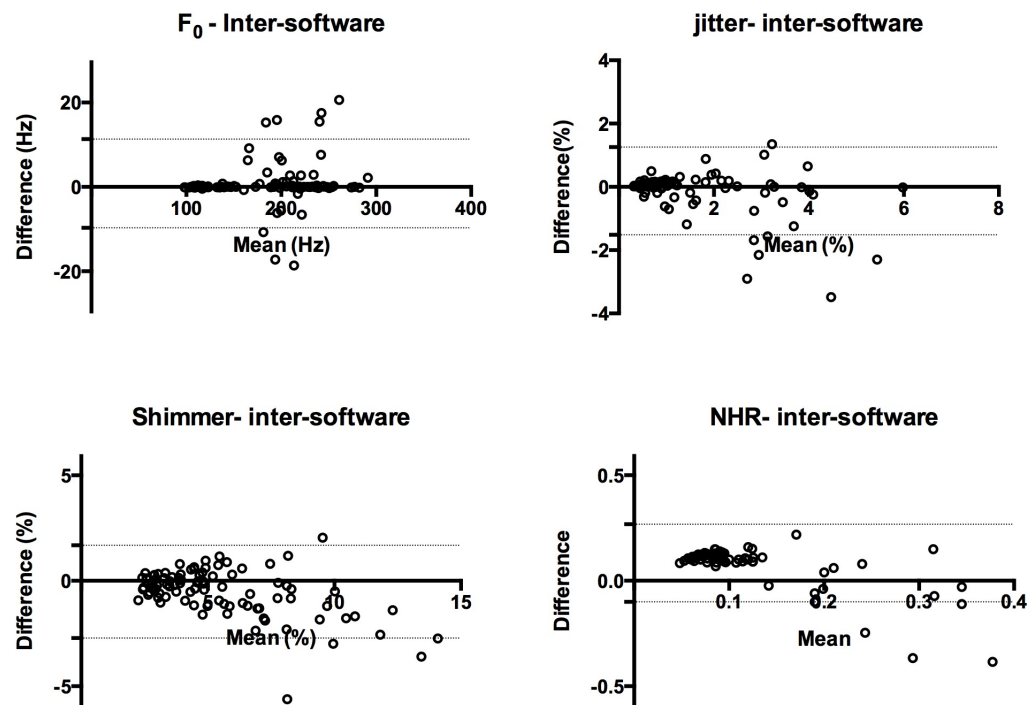 F0 - Inter-software
Difference (Hz)
20
0
-20
100
200
300
400
Mean (Hz)
jitter- inter-software
Difference(%)
4
2
0
-2
-4
2
4
6
8
Mean (%)
Shimmer- inter-software
Difference (%)
5
0
-5
5
10
15
Mean (%)
NHR- inter-software
Difference
0.5
0.0
-0.5
0.1
0.2
0.3
0.4
Mean